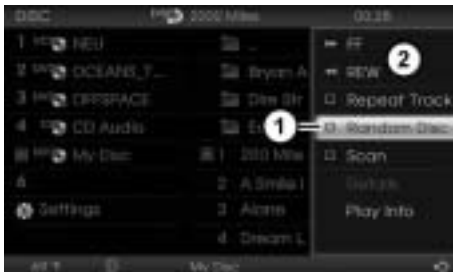 DISC 2000 Miles 00:28
1 NEU
2 OCEANS_T...
3 OFFSPACE
4 CD Audio
My Disc
6
Settings
..
Bryan A
Dire Str
1 2000 Mile
2 A Smile I
3 Alone
4 Dream L
FF
REW
2
Repeat Track
1
Random Disc
Scan
Play Info
My Disc